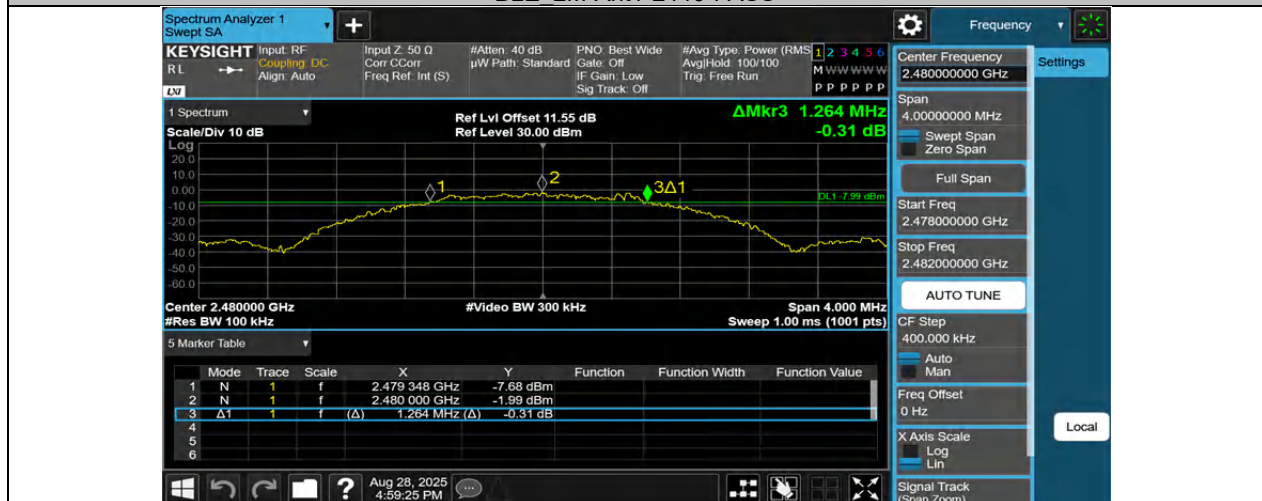 Spectrum Analyzer 1
Swept SA
+
Frequency
KEYSIGHT
RL
LXI
Input: RF
Coupling: DC
Align: Auto
Input Z: 50 Ω
Corr CCorr
Freq Ref: Int (S)
#Atten: 40 dB
µW Path: Standard
PNO: Best Wide
Gate: Off
IF Gain: Low
Sig Track: Off
#Avg Type: Power (RMS
Avg|Hold: 100/100
Trig: Free Run
1 2 3 4 5 6
M W W W W W
P P P P P P
1 Spectrum
Scale/Div 10 dB
Ref Lvl Offset 11.55 dB
Ref Level 30.00 dBm
ΔMkr3 1.264 MHz
-0.31 dB
Log
20.0
10.0
0.00
-10.0
-20.0
-30.0
-40.0
-50.0
-60.0
1
2
3Δ1
DL1 -7.99 dBm
Center 2.480000 GHz
#Res BW 100 kHz
#Video BW 300 kHz
Span 4.000 MHz
Sweep 1.00 ms (1001 pts)
5 Marker Table
Mode Trace Scale X Y Function Function Width Function Value
1 N 1 f 2.479 348 GHz -7.68 dBm
2 N 1 f 2.480 000 GHz -1.99 dBm
3 Δ1 1 f (Δ) 1.264 MHz (Δ) -0.31 dB
4
5
6
Aug 28, 2025
4:59:25 PM
Center Frequency
2.480000000 GHz
Span
4.00000000 MHz
Swept Span
Zero Span
Full Span
Start Freq
2.478000000 GHz
Stop Freq
2.482000000 GHz
AUTO TUNE
CF Step
400.000 kHz
Auto
Man
Freq Offset
0 Hz
X Axis Scale
Log
Lin
Signal Track
(Span Zoom)
Settings
Local